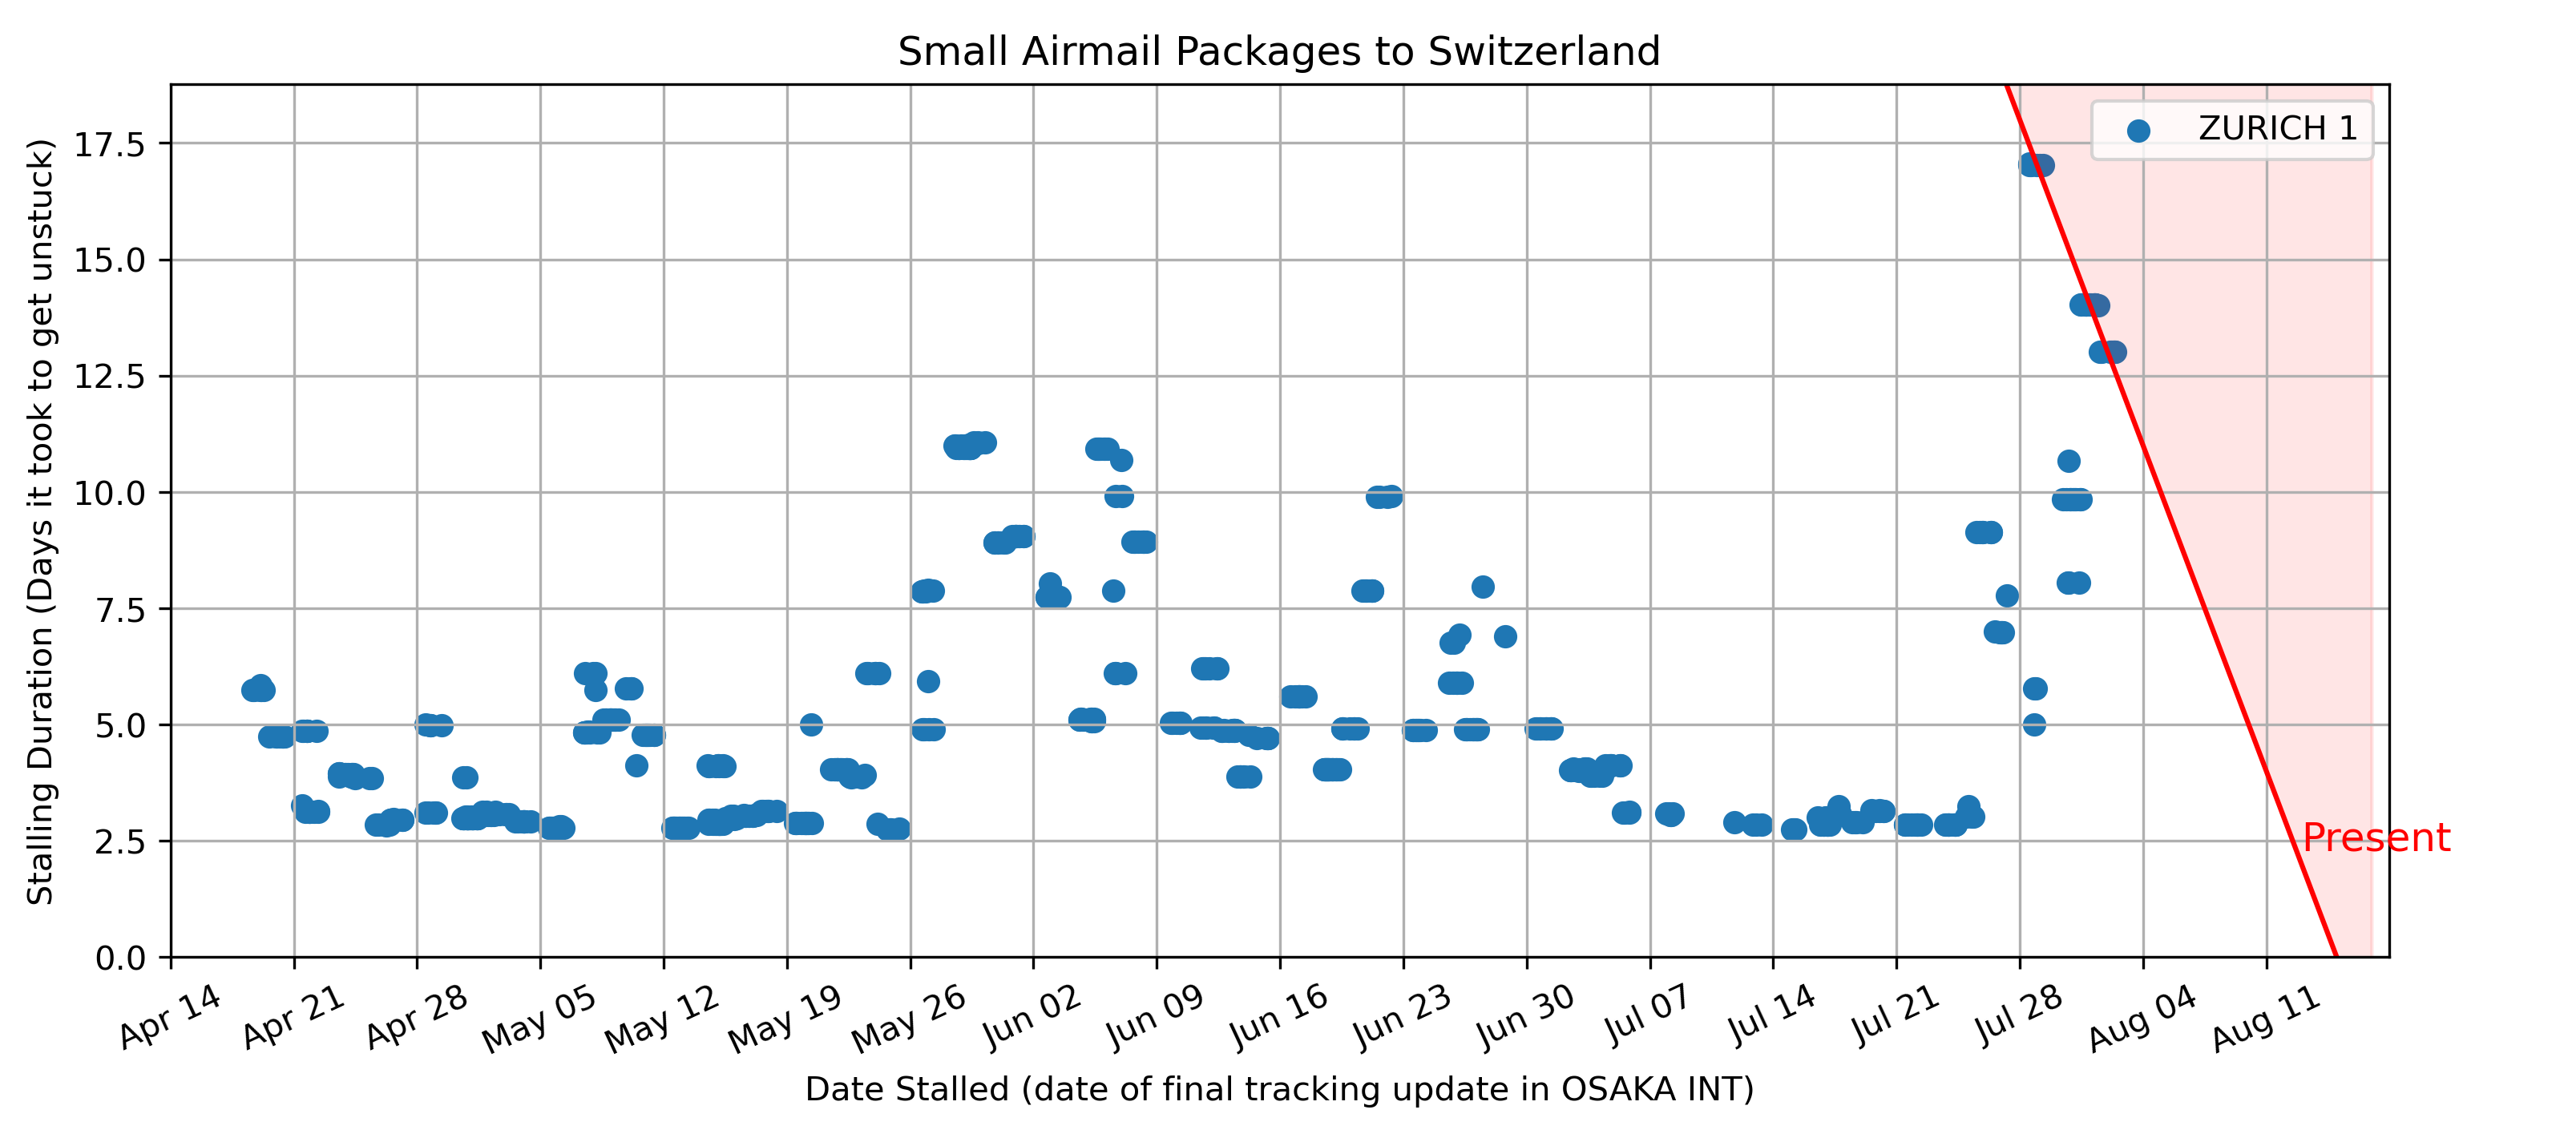 Small Airmail Packages to Switzerland
Stalling Duration (Days it took to get unstuck)
17.5
15.0
12.5
10.0
7.5
5.0
2.5
0.0
ZURICH 1
Present
Apr 14
Apr 21
Apr 28
May 05
May 12
May 19
May 26
Jun 02
Jun 09
Jun 16
Jun 23
Jun 30
Jul 07
Jul 14
Jul 21
Jul 28
Aug 04
Aug 11
Date Stalled (date of final tracking update in OSAKA INT)